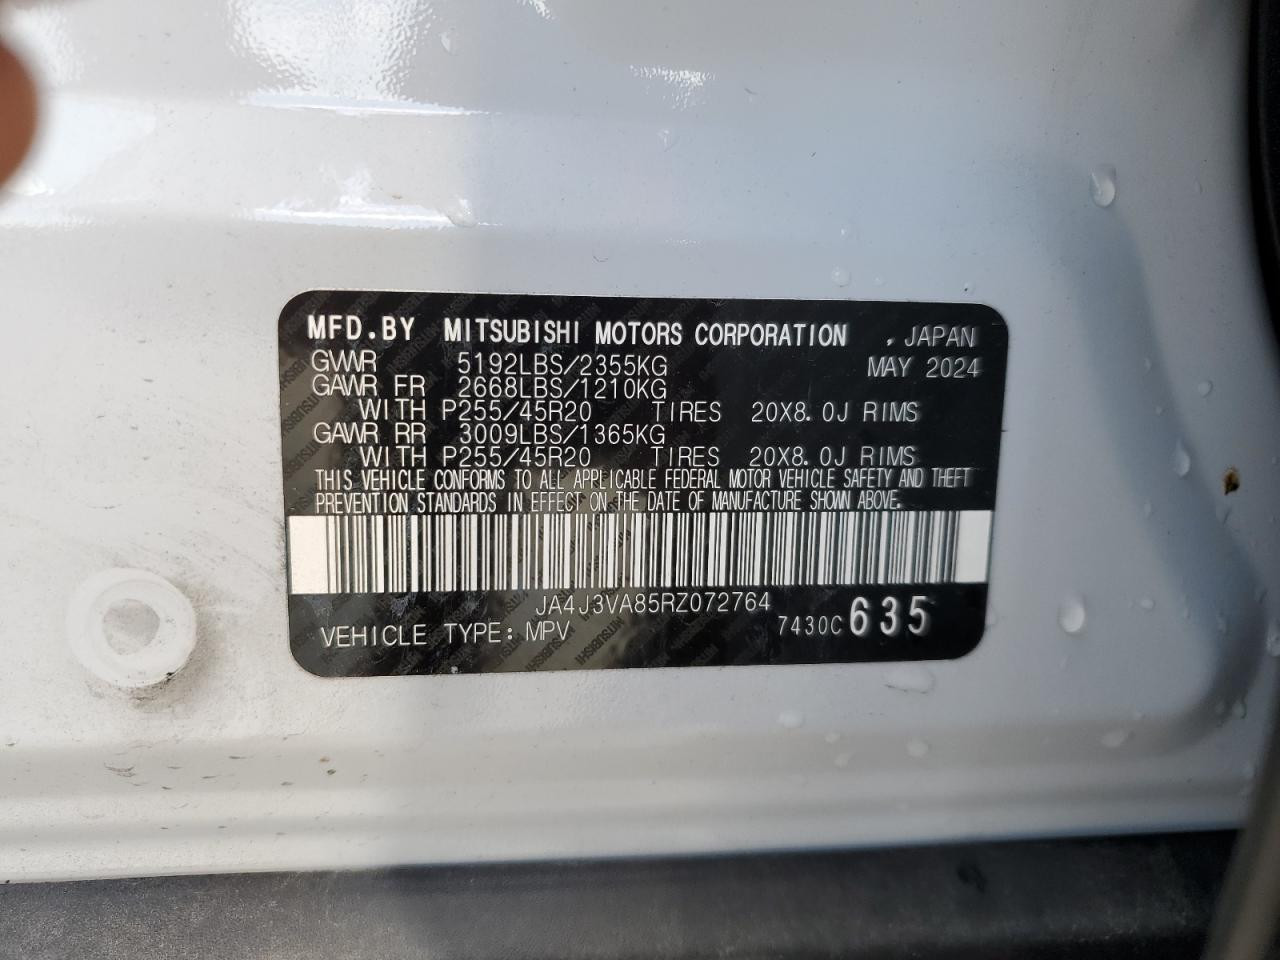 MFD.BY MITSUBISHI MOTORS CORPORATION , JAPAN
GVWR 5192LBS/2355KG MAY 2024
GAWR FR 2668LBS/1210KG
WITH P255/45R20 TIRES 20X8.0J RIMS
GAWR RR 3009LBS/1365KG
WITH P255/45R20 TIRES 20X8.0J RIMS
THIS VEHICLE CONFORMS TO ALL APPLICABLE FEDERAL MOTOR VEHICLE SAFETY AND THEFT
PREVENTION STANDARDS IN EFFECT ON THE DATE OF MANUFACTURE SHOWN ABOVE.
JA4J3VA85RZ072764
VEHICLE TYPE: MPV 7430C 635